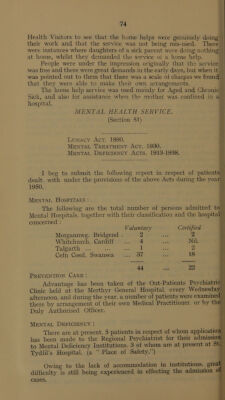 74
Health Visitors to see that the home helps were genuinely doing
their work and that the service was not being mis-used. There
were instances where daughters of a sick parent were doing nothing
at home, whilst they demanded the service of a home help.
People were under the impression originally that the service
was free and there were great demands in the early days, but when it
was pointed out to them that there was a scale of charges we found
that they were able to make their own arrangements.
The home help service was used mainly for Aged and Chronic
Sick, and also for assistance when the mother was confined in a
hospital.
MENTAL HEALTH SERVICE.
(Section 51)
LUNACY ACT, 1890.
MENTAL TREATMENT ACT, 1930.
MENTAL DEFICIENCY ACTS, 1913-1938.
I beg to submit the following report in respect of patients
dealt with under the provisions of the above Acts during the year
1950.
MENTAL HOSPITALS :
The following are the total number of persons admitted to
Mental Hospitals, together with their classification and the hospital
concerned :
Voluntary Certified
Morgannwg, Bridgend ... 2 ... 2
Whitchurch, Cardiff ... 4 ... Nil.
Talgarth ... 1 ... 2
Cefn Coed, Swansea ... 37 ... 18
44 22
PREVENTION CARE :
Advantage has been taken of the Out-Patients Psychiatric
Clinic held at the Merthyr General Hospital every Wednesday
afternoon, and during the year, a number of patients were examined
there by arrangement of their own Medical Practitioner or by the
Duly Authorised Officer.
MENTAL DEFICIENCY :
There are at present, 5 patients in respect of whom application
has been made to the Regional Psychiatrist for their admission
to Mental Deficiency Institutions. 3 of whom are at present at St.
Tydfil's Hospital, (a " Place of Safety.")
Owing to the lack of accommodation in institutions, great
difficulty is still being experienced in effecting the admission of
cases.